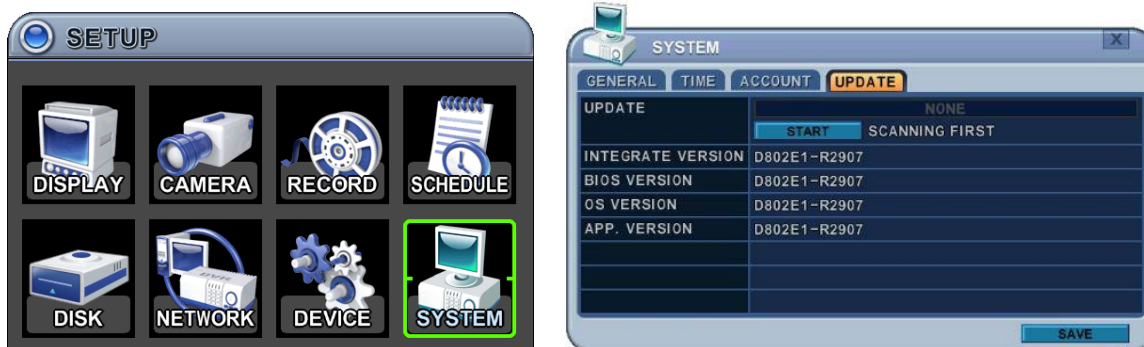 SETUP
DISPLAY CAMERA RECORD SCHEDULE
DISK NETWORK DEVICE SYSTEM
SYSTEM X
GENERAL TIME ACCOUNT UPDATE
UPDATE NONE
START SCANNING FIRST
INTEGRATE VERSION D802E1-R2907
BIOS VERSION D802E1-R2907
OS VERSION D802E1-R2907
APP. VERSION D802E1-R2907
SAVE